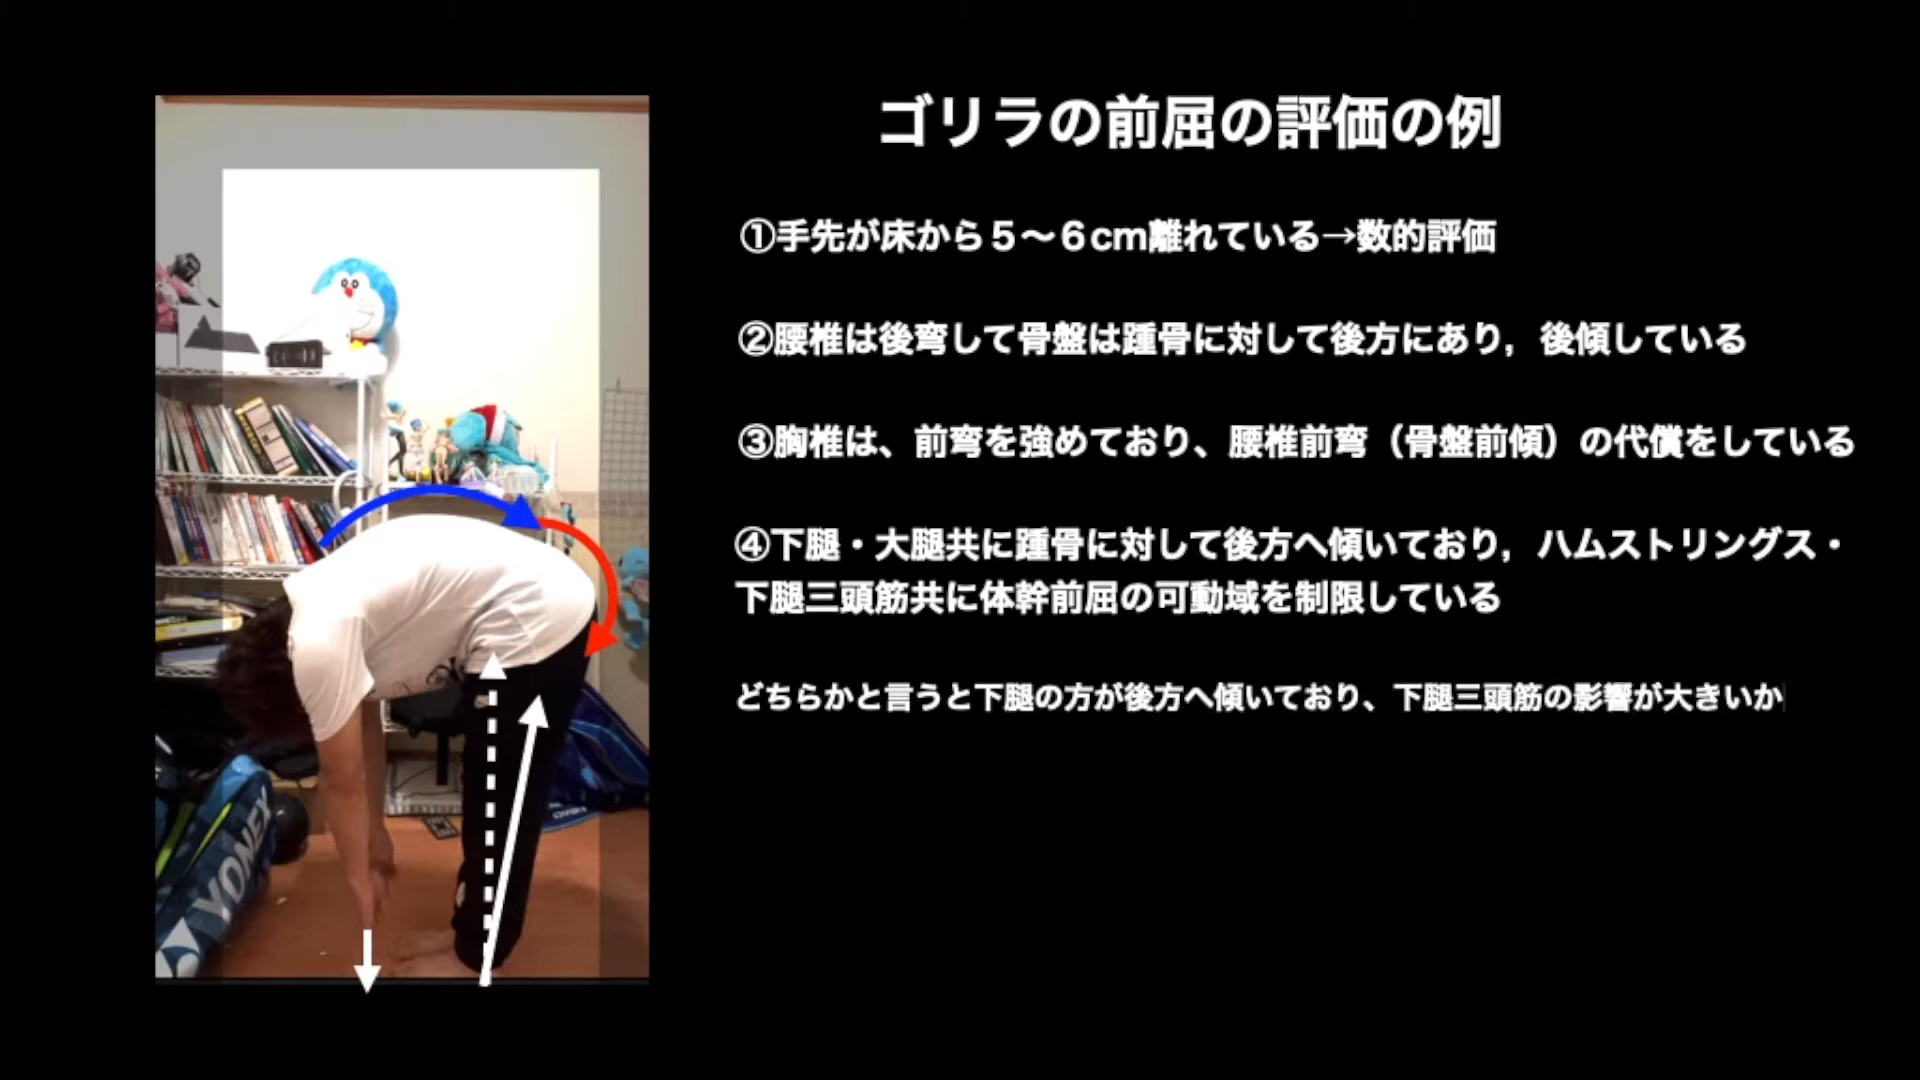 ゴリラの前屈の評価の例
①手先が床から５〜６cm離れている→数的評価
②腰椎は後弯して骨盤は踵骨に対して後方にあり，後傾している
③胸椎は、前弯を強めており、腰椎前弯（骨盤前傾）の代償をしている
④下腿・大腿共に踵骨に対して後方へ傾いており，ハムストリングス・
下腿三頭筋共に体幹前屈の可動域を制限している
どちらかと言うと下腿の方が後方へ傾いており、下腿三頭筋の影響が大きいか
YONEX